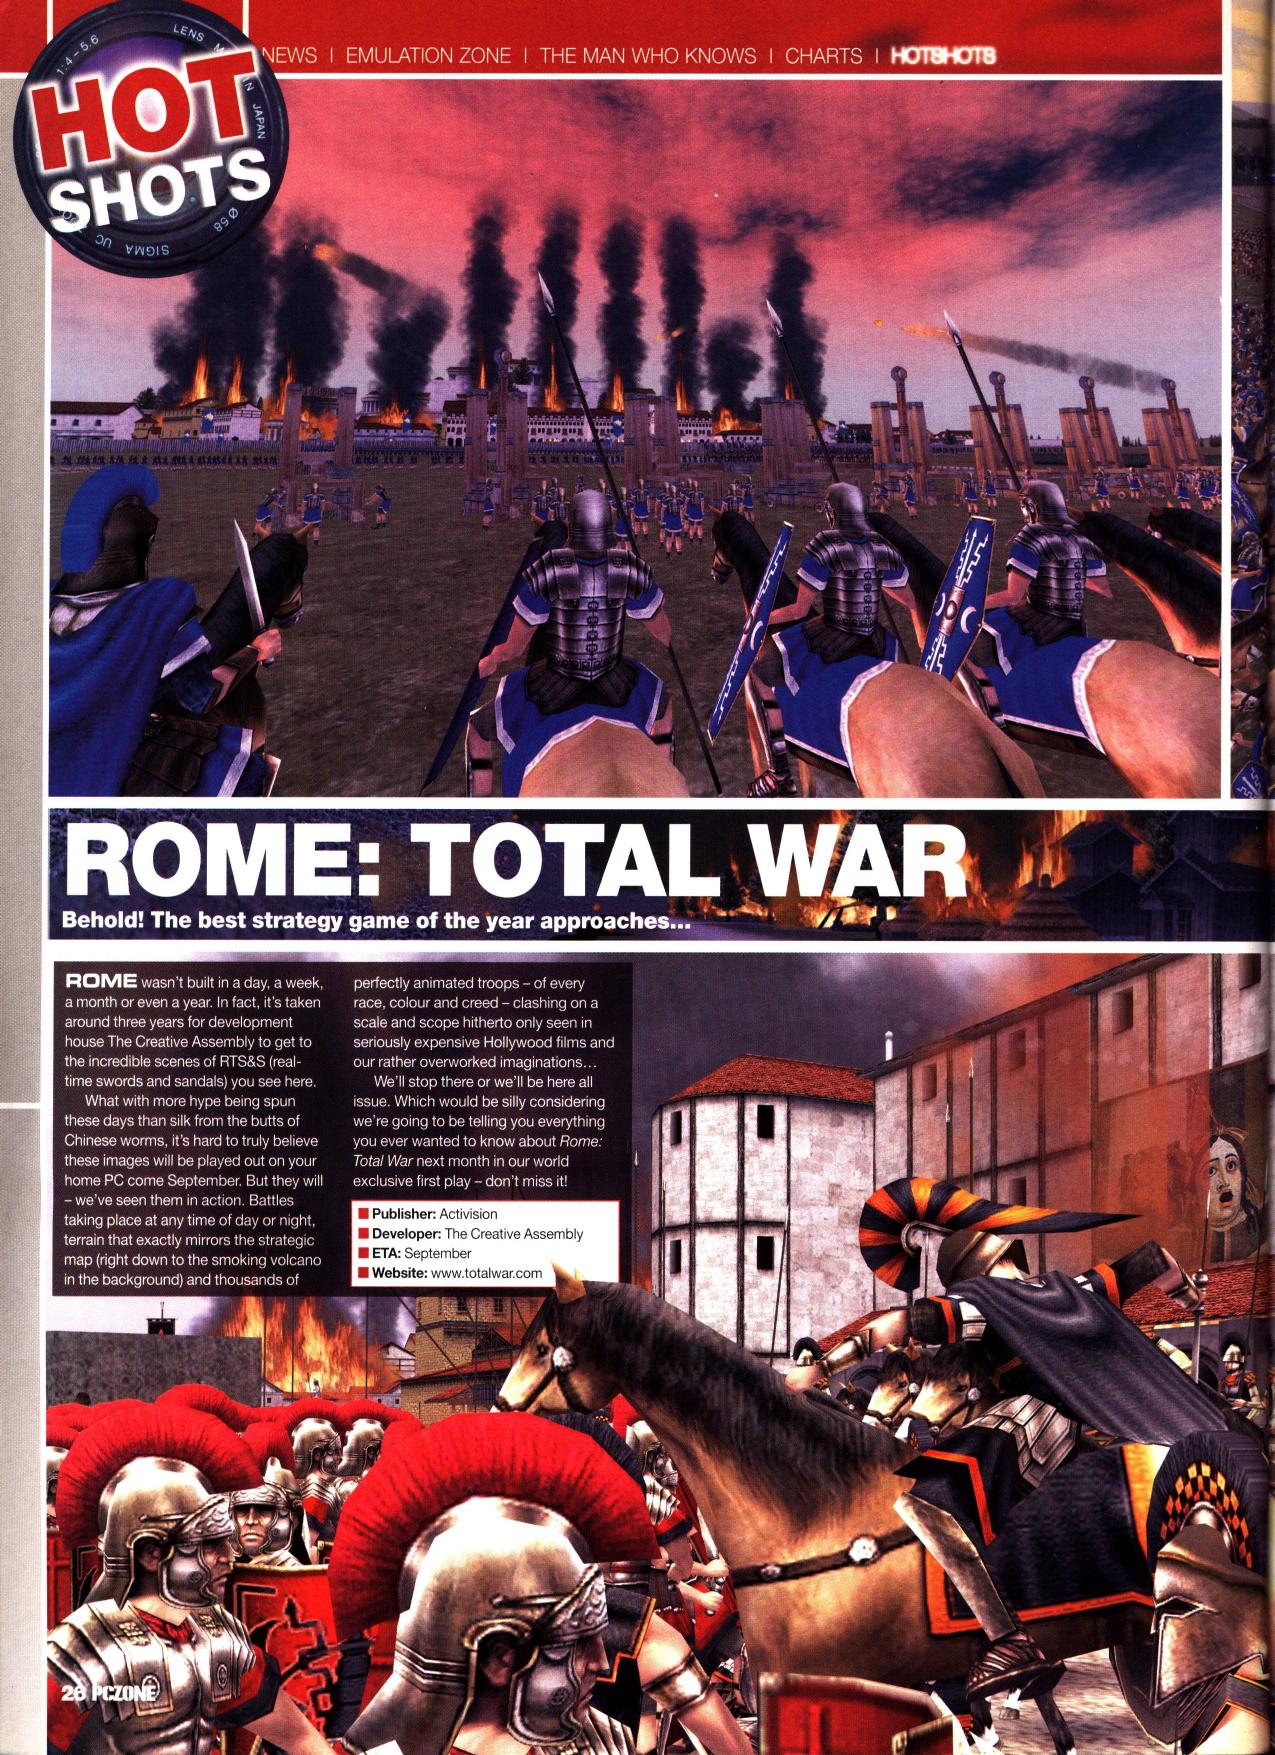 NEWS | EMULATION ZONE | THE MAN WHO KNOWS | CHARTS | HOTSHOTS
1:4-5.6
LENS
JAPAN
Ø58
SIGMA UC
HOT
SHOTS
ROME: TOTAL WAR
Behold! The best strategy game of the year approaches...
ROME wasn't built in a day, a week,
a month or even a year. In fact, it's taken
around three years for development
house The Creative Assembly to get to
the incredible scenes of RTS&S (real-
time swords and sandals) you see here.
What with more hype being spun
these days than silk from the butts of
Chinese worms, it's hard to truly believe
these images will be played out on your
home PC come September. But they will
– we've seen them in action. Battles
taking place at any time of day or night,
terrain that exactly mirrors the strategic
map (right down to the smoking volcano
in the background) and thousands of
perfectly animated troops – of every
race, colour and creed – clashing on a
scale and scope hitherto only seen in
seriously expensive Hollywood films and
our rather overworked imaginations...
We'll stop there or we'll be here all
issue. Which would be silly considering
we're going to be telling you everything
you ever wanted to know about Rome:
Total War next month in our world
exclusive first play – don't miss it!
Publisher: Activision
Developer: The Creative Assembly
ETA: September
Website: www.totalwar.com
26 PCZONE